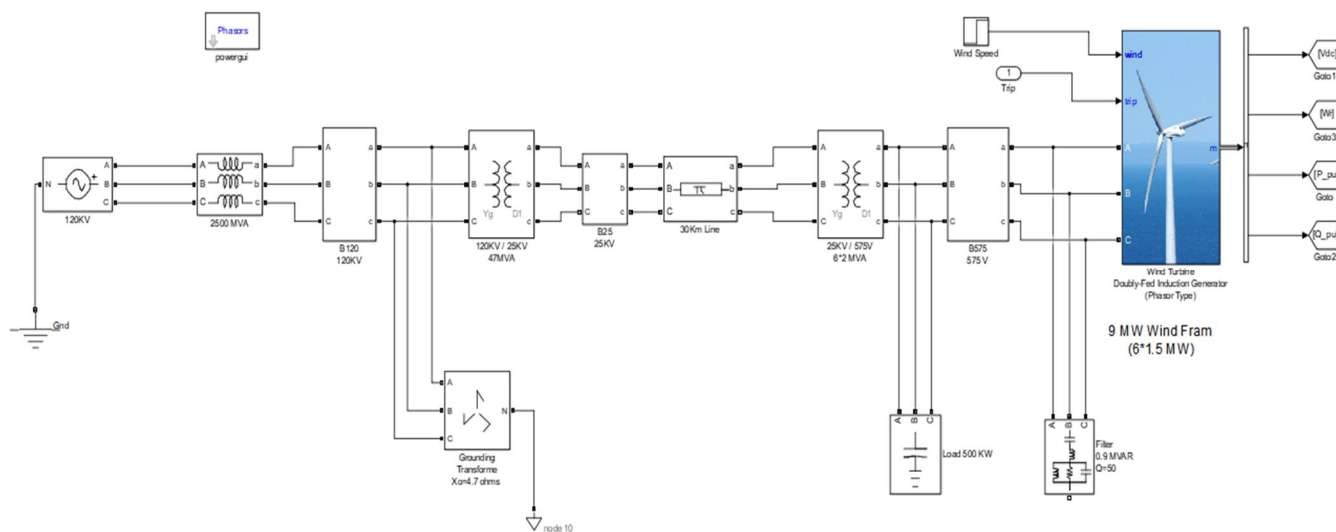 Phasors
powergui
Wind Speed
1
Trip
wind
trip
A
B
C
m
[Vdc]
Goto1
[Wr]
Goto3
[P_pu
Goto
[Q_pu
Goto2
N
A
B
C
120KV
A a
B b
C c
2500 MVA
A a
B b
C c
B120
120KV
A a
B b
C c
Yg D1
120KV / 25KV
47MVA
A a
B b
C c
B25
25KV
A a
B b
C c
30Km Line
A a
B b
C c
Yg D1
25KV / 575V
6*2 MVA
A a
B b
C c
B575
575 V
Wind Turbine
Doubly-Fed Induction Generator
(Phasor Type)
9 MW Wind Fram
(6*1.5 MW)
Gnd
A
B
C
N
Grounding
Transforme
Xo=4.7 ohms
node 10
A B C
Load 500 KW
A B C
Filter
0.9 MVAR
Q=50